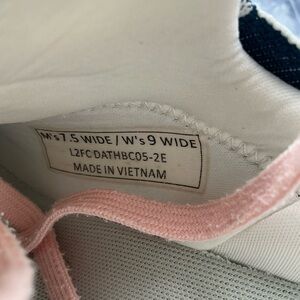 M's 7.5 WIDE / W's 9 WIDE
L2FC DATHBC05-2E
MADE IN VIETNAM